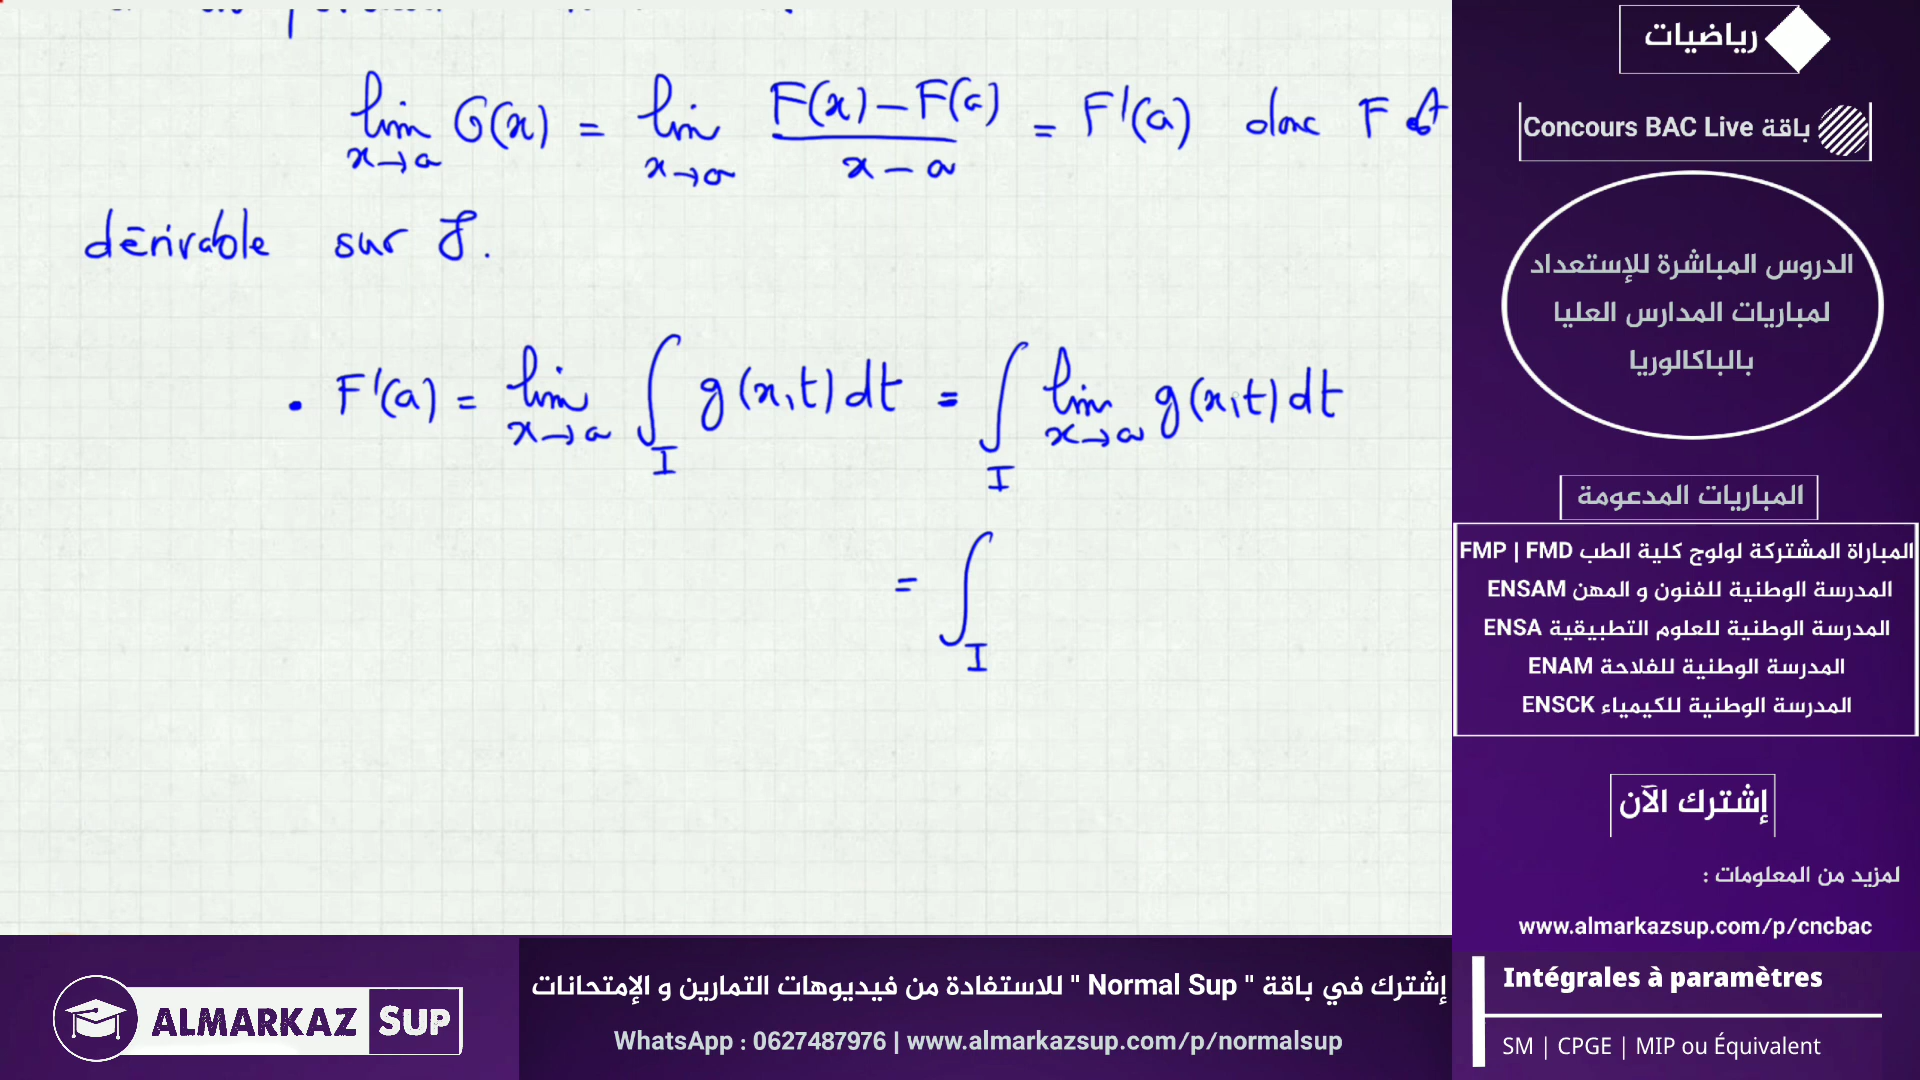 lim G(x) = lim F(x) - F(a) / x - a = F'(a) donc F est
x→a x→a
dérivable sur J.
• F'(a) = lim ∫ g(x,t) dt = ∫ lim g(x,t) dt
x→a I I x→a
= ∫
I
رياضيات
باقة Concours BAC Live
الدروس المباشرة للإستعداد
لمباريات المدارس العليا
بالباكالوريا
المباريات المدعومة
المباراة المشتركة لولوج كلية الطب FMP | FMD
المدرسة الوطنية للفنون و المهن ENSAM
المدرسة الوطنية للعلوم التطبيقية ENSA
المدرسة الوطنية للفلاحة ENAM
المدرسة الوطنية للكيمياء ENSCK
إشترك الآن
لمزيد من المعلومات :
www.almarkazsup.com/p/cncbac
Intégrales à paramètres
SM | CPGE | MIP ou Équivalent
ALMARKAZ SUP
إشترك في باقة " Normal Sup " للاستفادة من فيديوهات التمارين و الإمتحانات
WhatsApp : 0627487976 | www.almarkazsup.com/p/normalsup